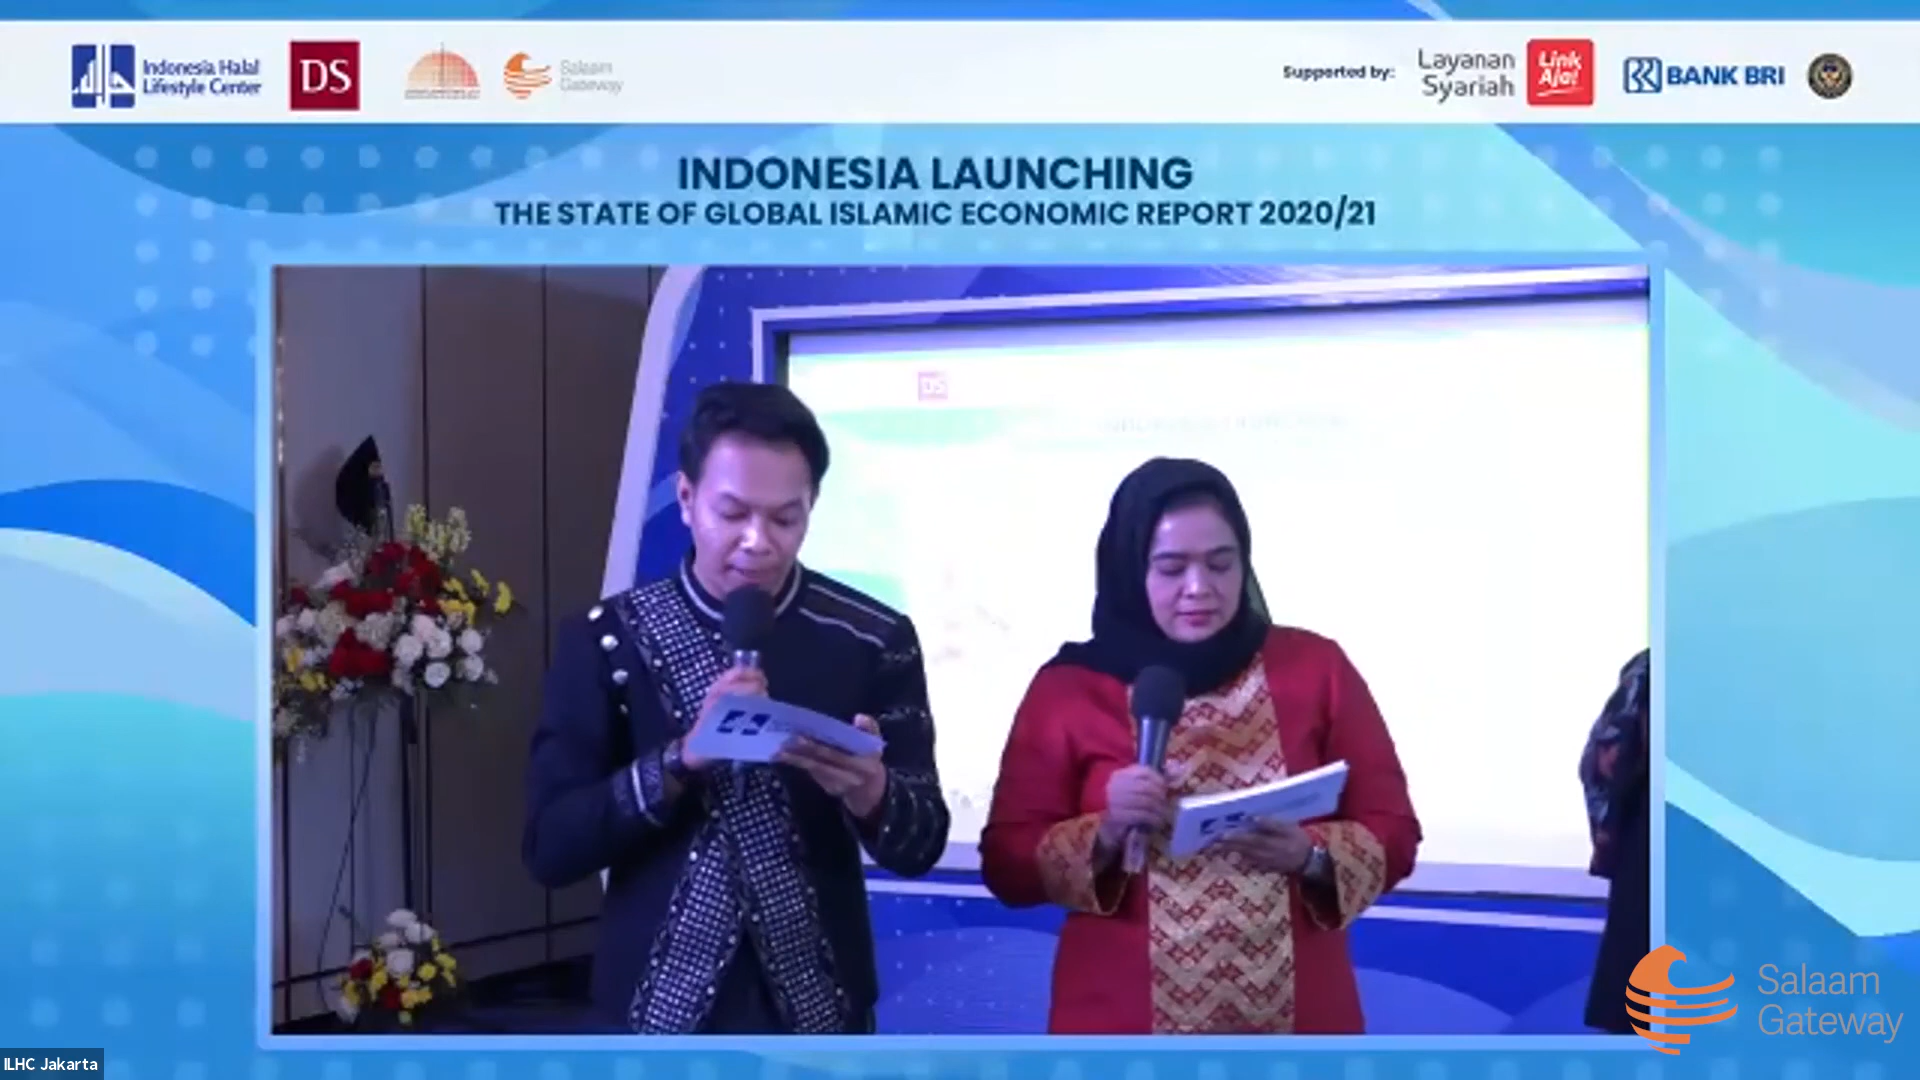 Indonesia Halal
Lifestyle Center
DS
Salaam
Gateway
Supported by:
Layanan
Syariah
Link
Aja!
BANK BRI
INDONESIA LAUNCHING
THE STATE OF GLOBAL ISLAMIC ECONOMIC REPORT 2020/21
DS
Salaam
Gateway
ILHC Jakarta